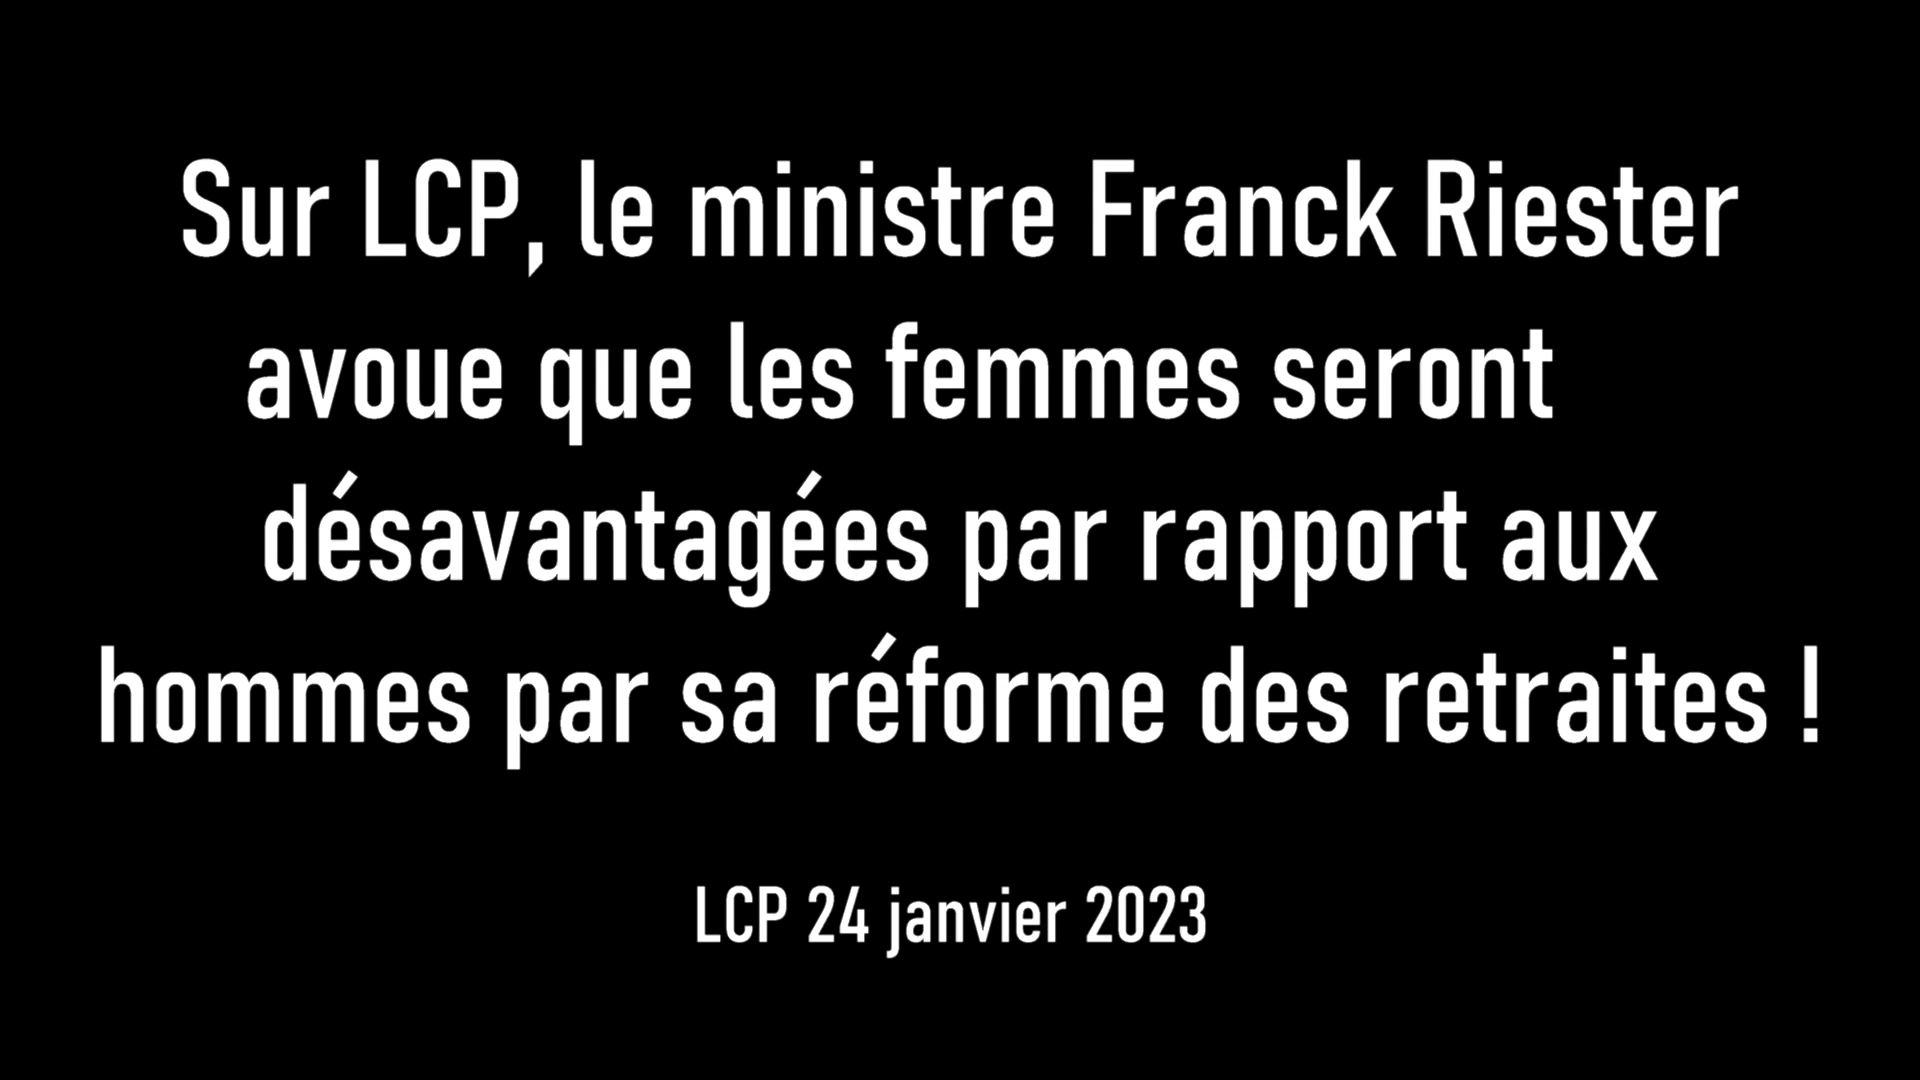 Sur LCP, le ministre Franck Riester
avoue que les femmes seront
désavantagées par rapport aux
hommes par sa réforme des retraites !
LCP 24 janvier 2023